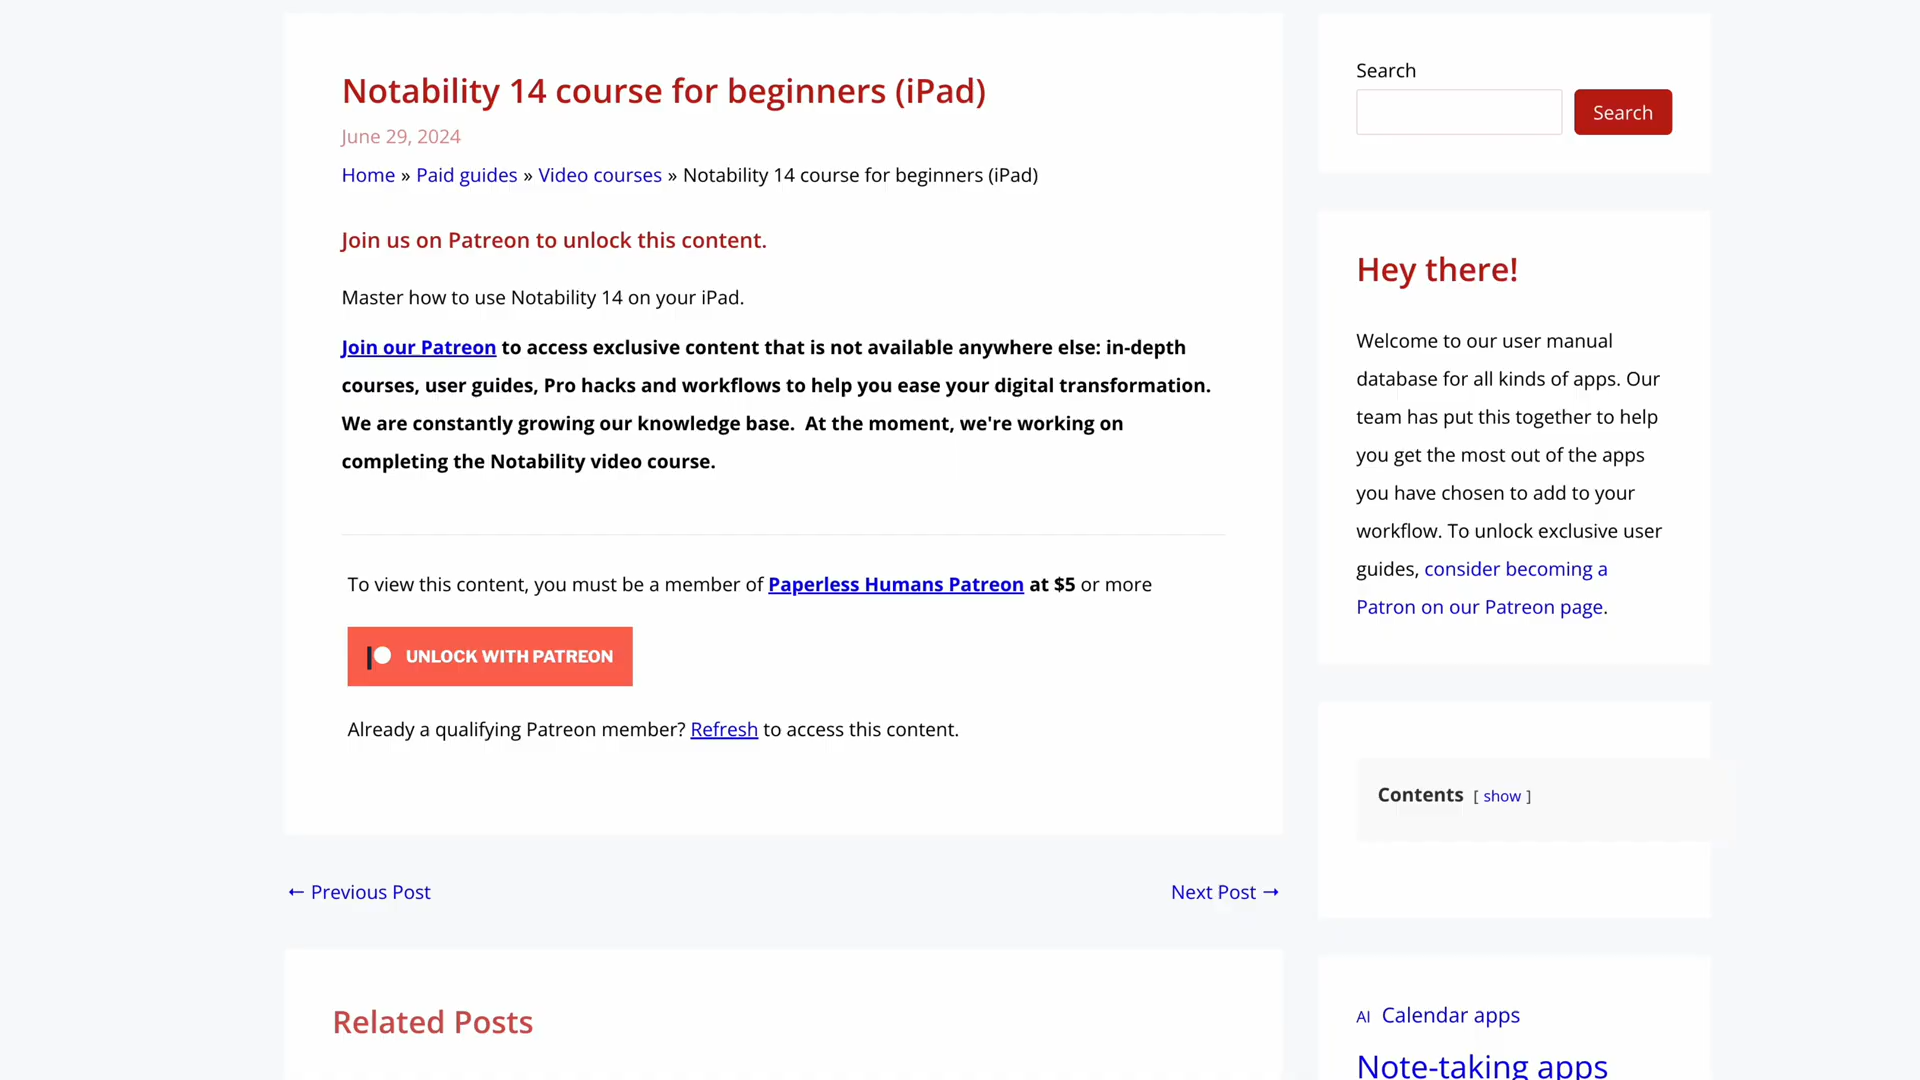 Notability 14 course for beginners (iPad)
June 29, 2024
Home » Paid guides » Video courses » Notability 14 course for beginners (iPad)
Join us on Patreon to unlock this content.
Master how to use Notability 14 on your iPad.
Join our Patreon to access exclusive content that is not available anywhere else: in-depth
courses, user guides, Pro hacks and workflows to help you ease your digital transformation.
We are constantly growing our knowledge base.  At the moment, we're working on
completing the Notability video course.
To view this content, you must be a member of Paperless Humans Patreon at $5 or more
UNLOCK WITH PATREON
Already a qualifying Patreon member? Refresh to access this content.
← Previous Post
Next Post →
Related Posts
Search
Search
Hey there!
Welcome to our user manual
database for all kinds of apps. Our
team has put this together to help
you get the most out of the apps
you have chosen to add to your
workflow. To unlock exclusive user
guides, consider becoming a
Patron on our Patreon page.
Contents [ show ]
AI Calendar apps
Note-taking apps